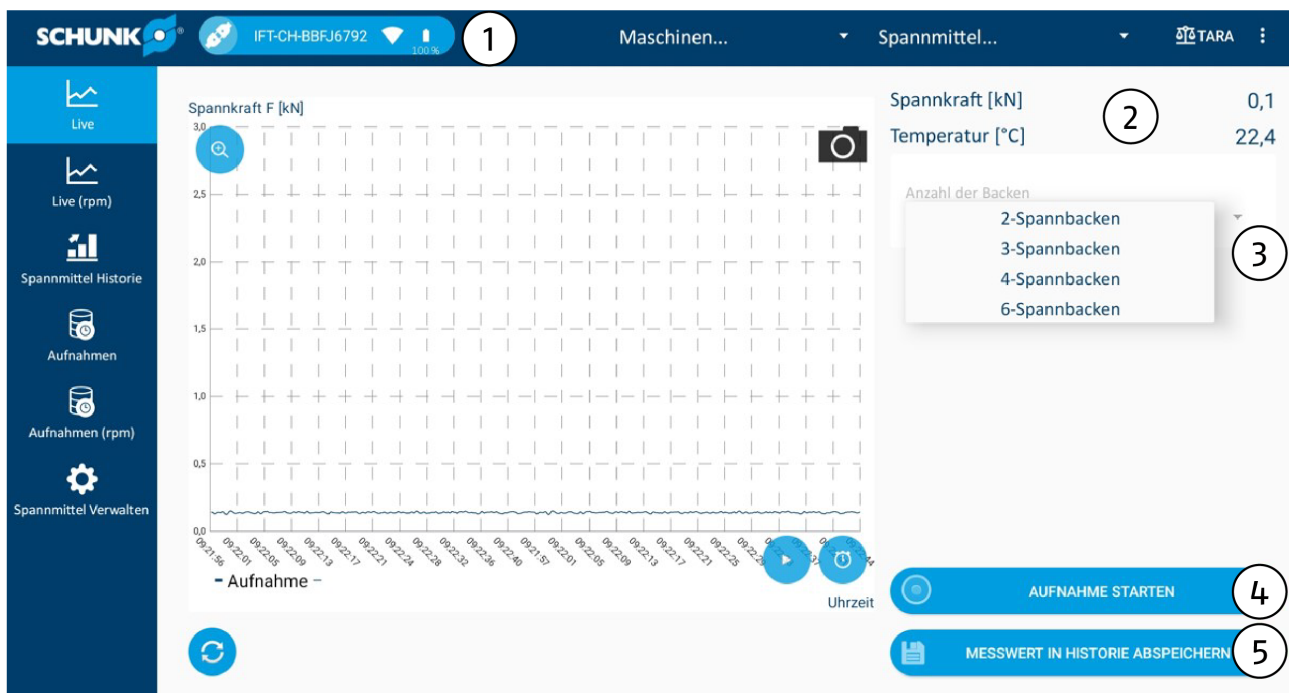 SCHUNK ®
IFT-CH-BBFJ6792
100 %
1
Maschinen...
Spannmittel...
TARA
Live
Live (rpm)
Spannmittel Historie
Aufnahmen
Aufnahmen (rpm)
Spannmittel Verwalten
Spannkraft F [kN]
3,0
2,5
2,0
1,5
1,0
0,5
0,0
09:21:56
09:22:01
09:22:05
09:22:09
09:22:13
09:22:17
09:22:21
09:22:24
09:22:28
09:22:32
09:22:36
09:22:40
09:21:57
09:22:01
09:22:05
09:22:09
09:22:13
09:22:17
09:22:21
09:22:25
Aufnahme
Uhrzeit
Spannkraft [kN] 0,1
2
Temperatur [°C] 22,4
Anzahl der Backen
2-Spannbacken
3-Spannbacken
3
4-Spannbacken
6-Spannbacken
AUFNAHME STARTEN
4
MESSWERT IN HISTORIE ABSPEICHERN
5